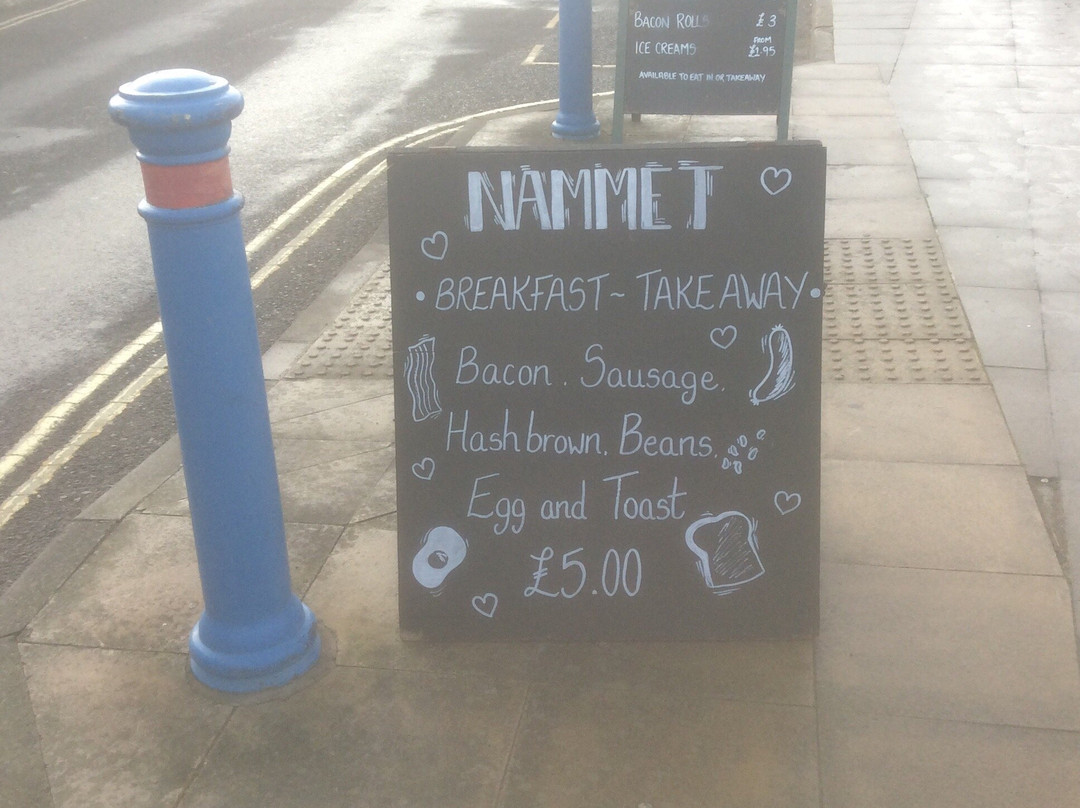 BACON ROLLS £3
ICE CREAMS FROM £1.95
AVAILABLE TO EAT IN OR TAKEAWAY
NAMMET
• BREAKFAST ~ TAKEAWAY •
Bacon. Sausage.
Hashbrown. Beans.
Egg and Toast
£5.00